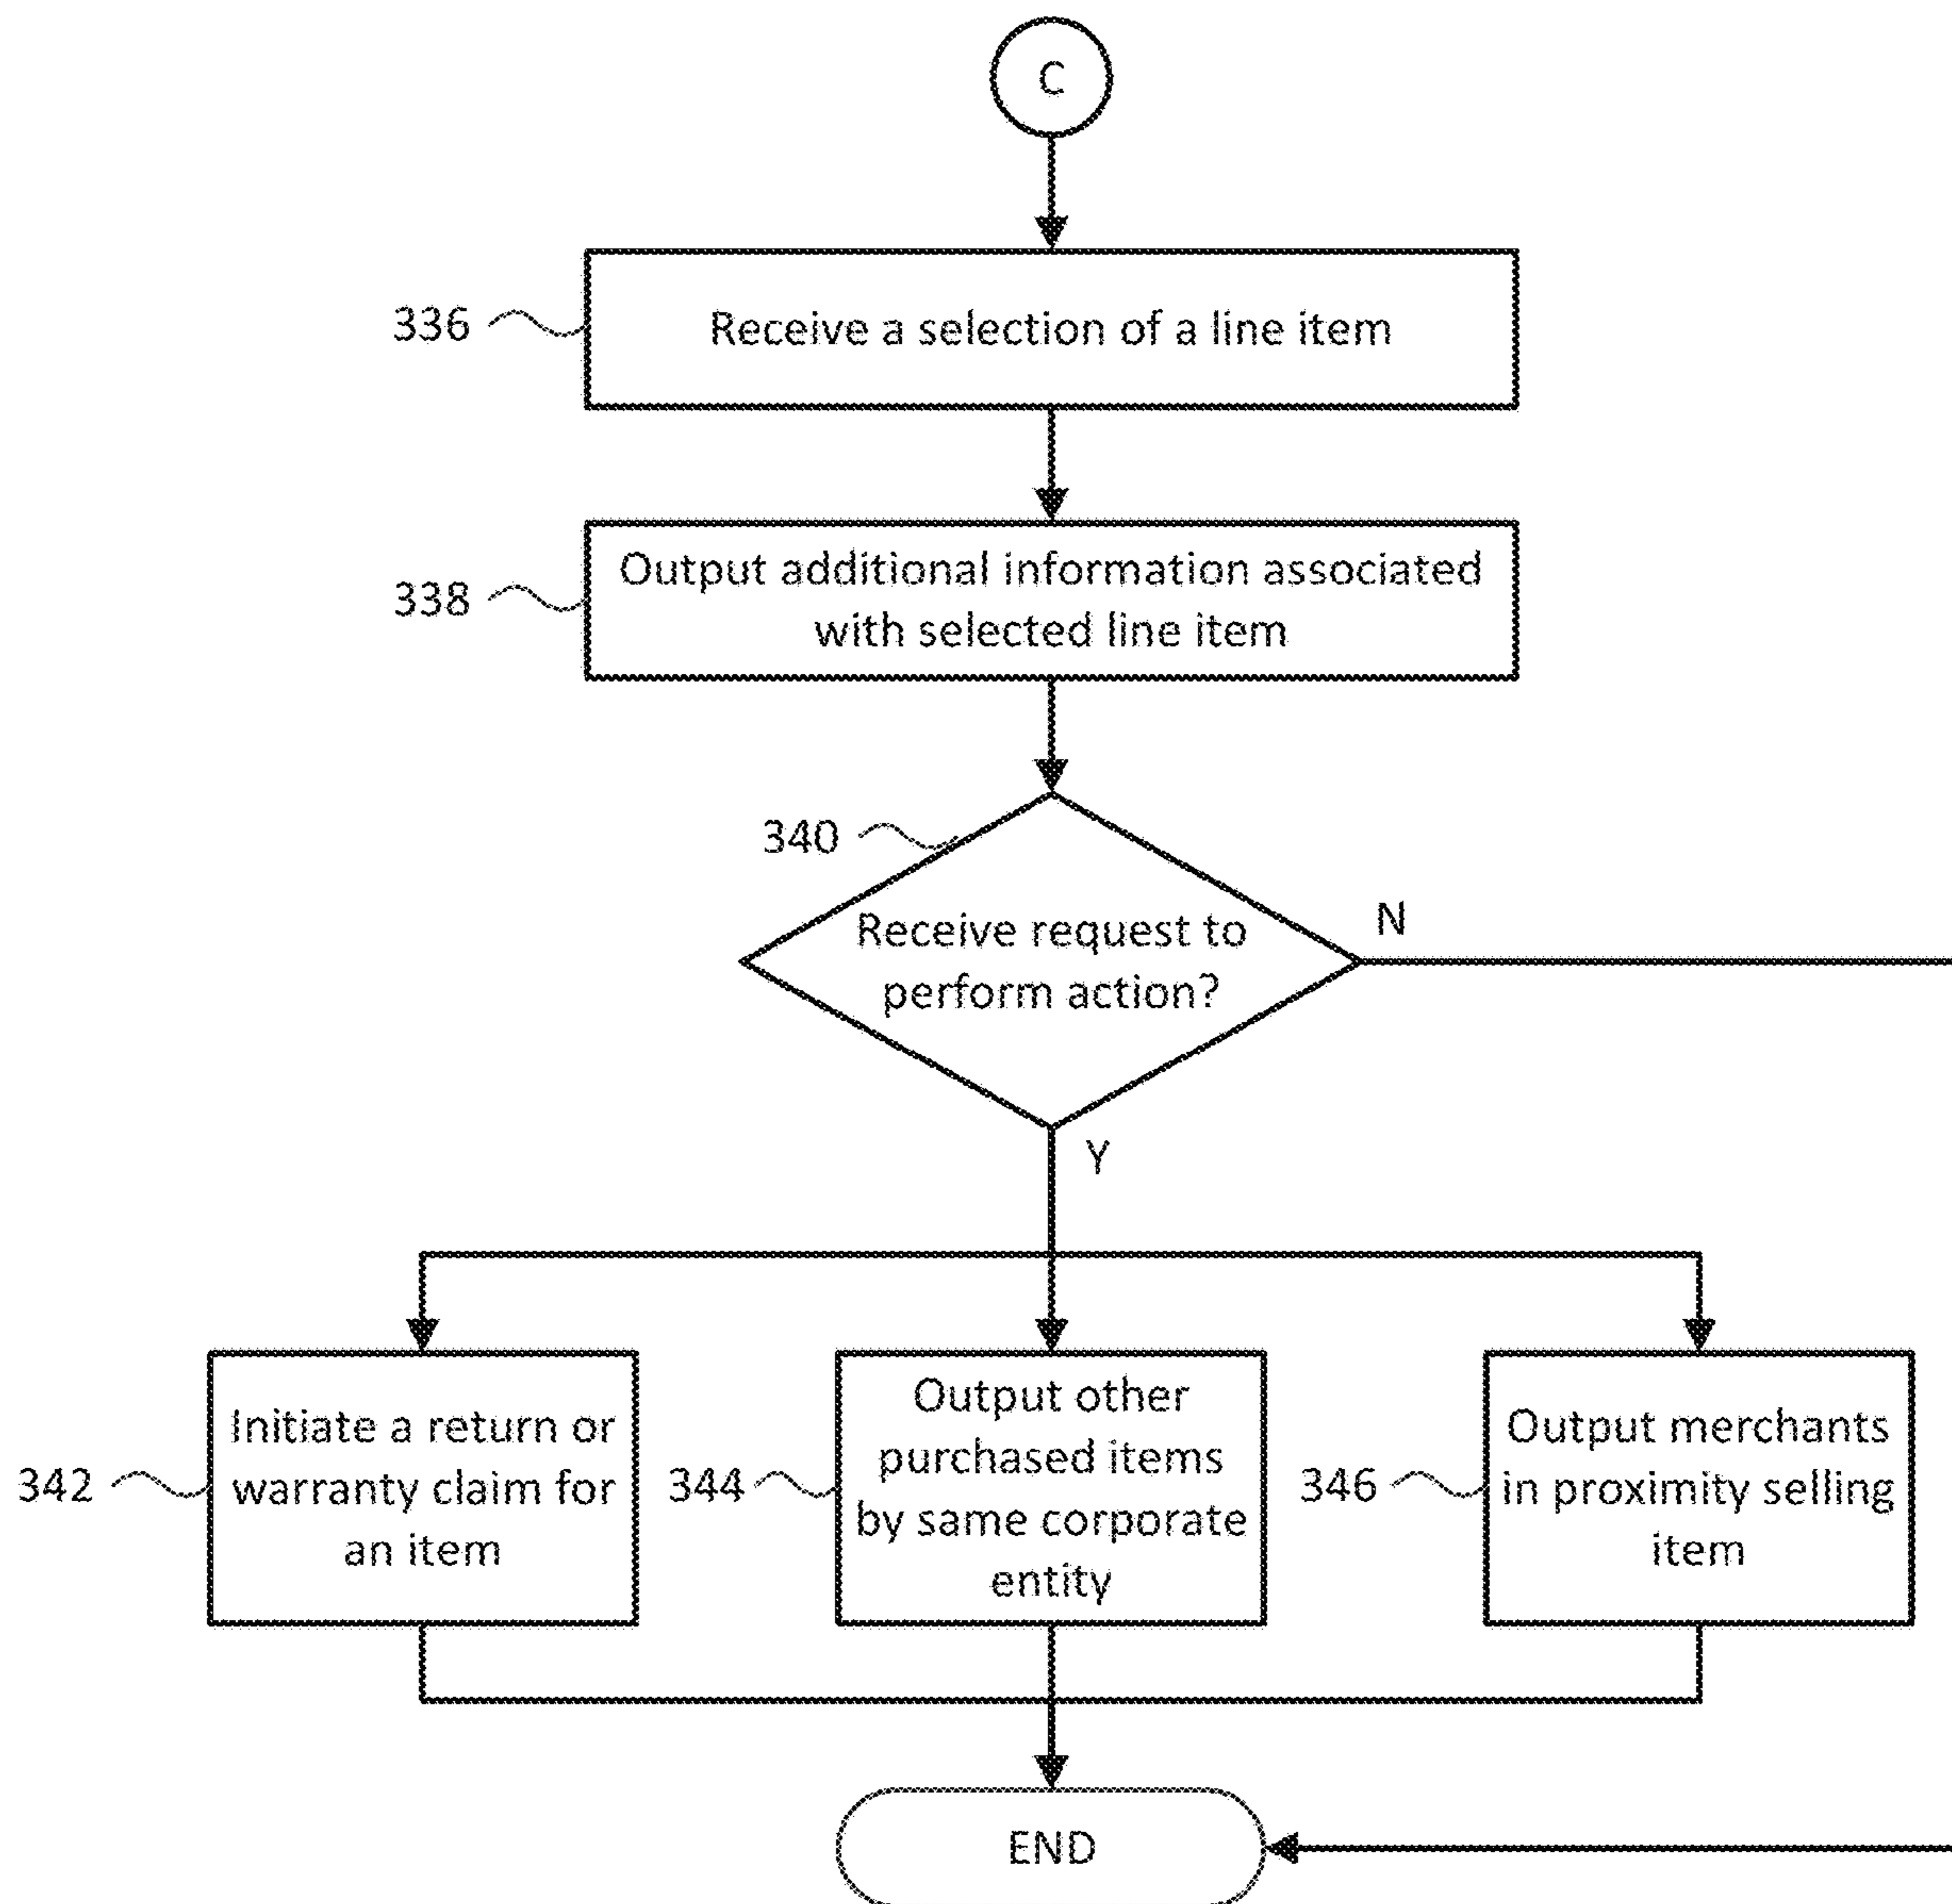 C
336
Receive a selection of a line item
338
Output additional information associated
with selected line item
340
Receive request to
perform action?
N
Y
342
Initiate a return or
warranty claim for
an item
344
Output other
purchased items
by same corporate
entity
346
Output merchants
in proximity selling
item
END